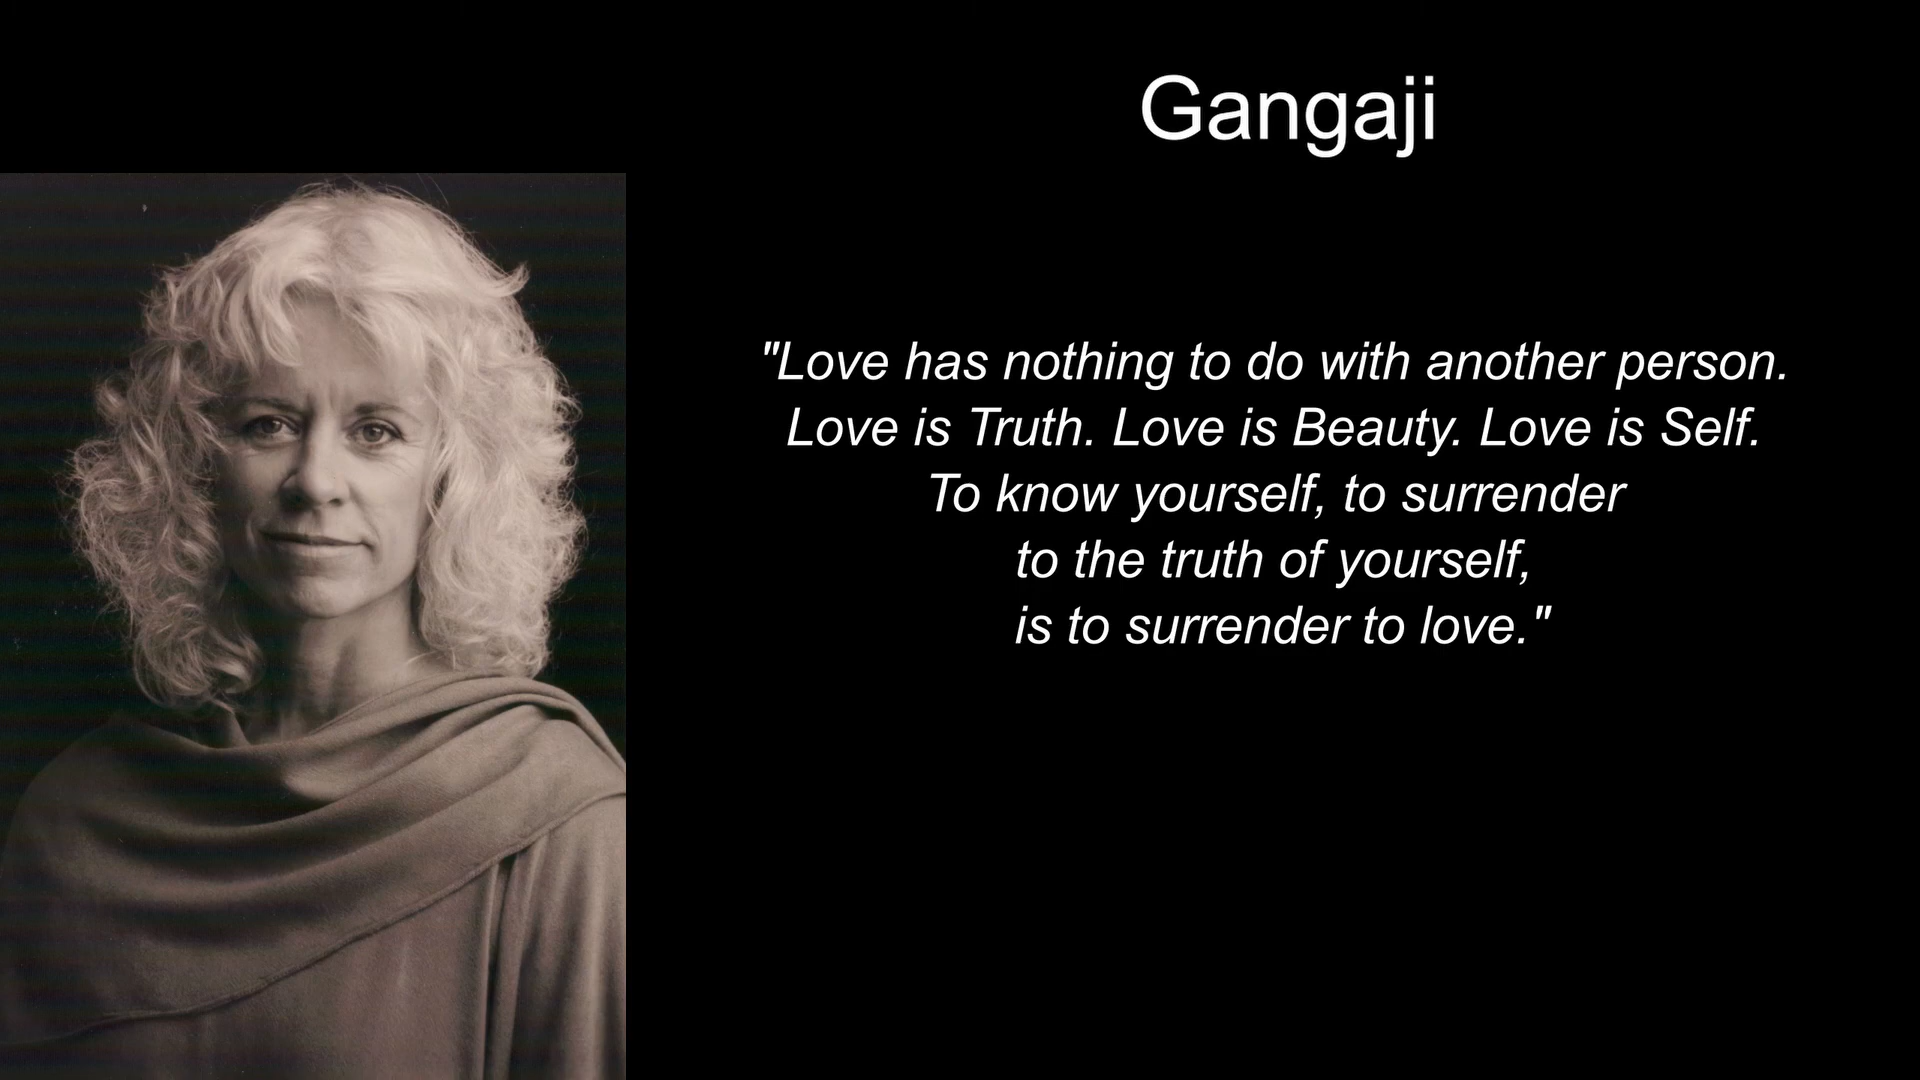 Gangaji
"Love has nothing to do with another person.
Love is Truth. Love is Beauty. Love is Self.
To know yourself, to surrender
to the truth of yourself,
is to surrender to love."